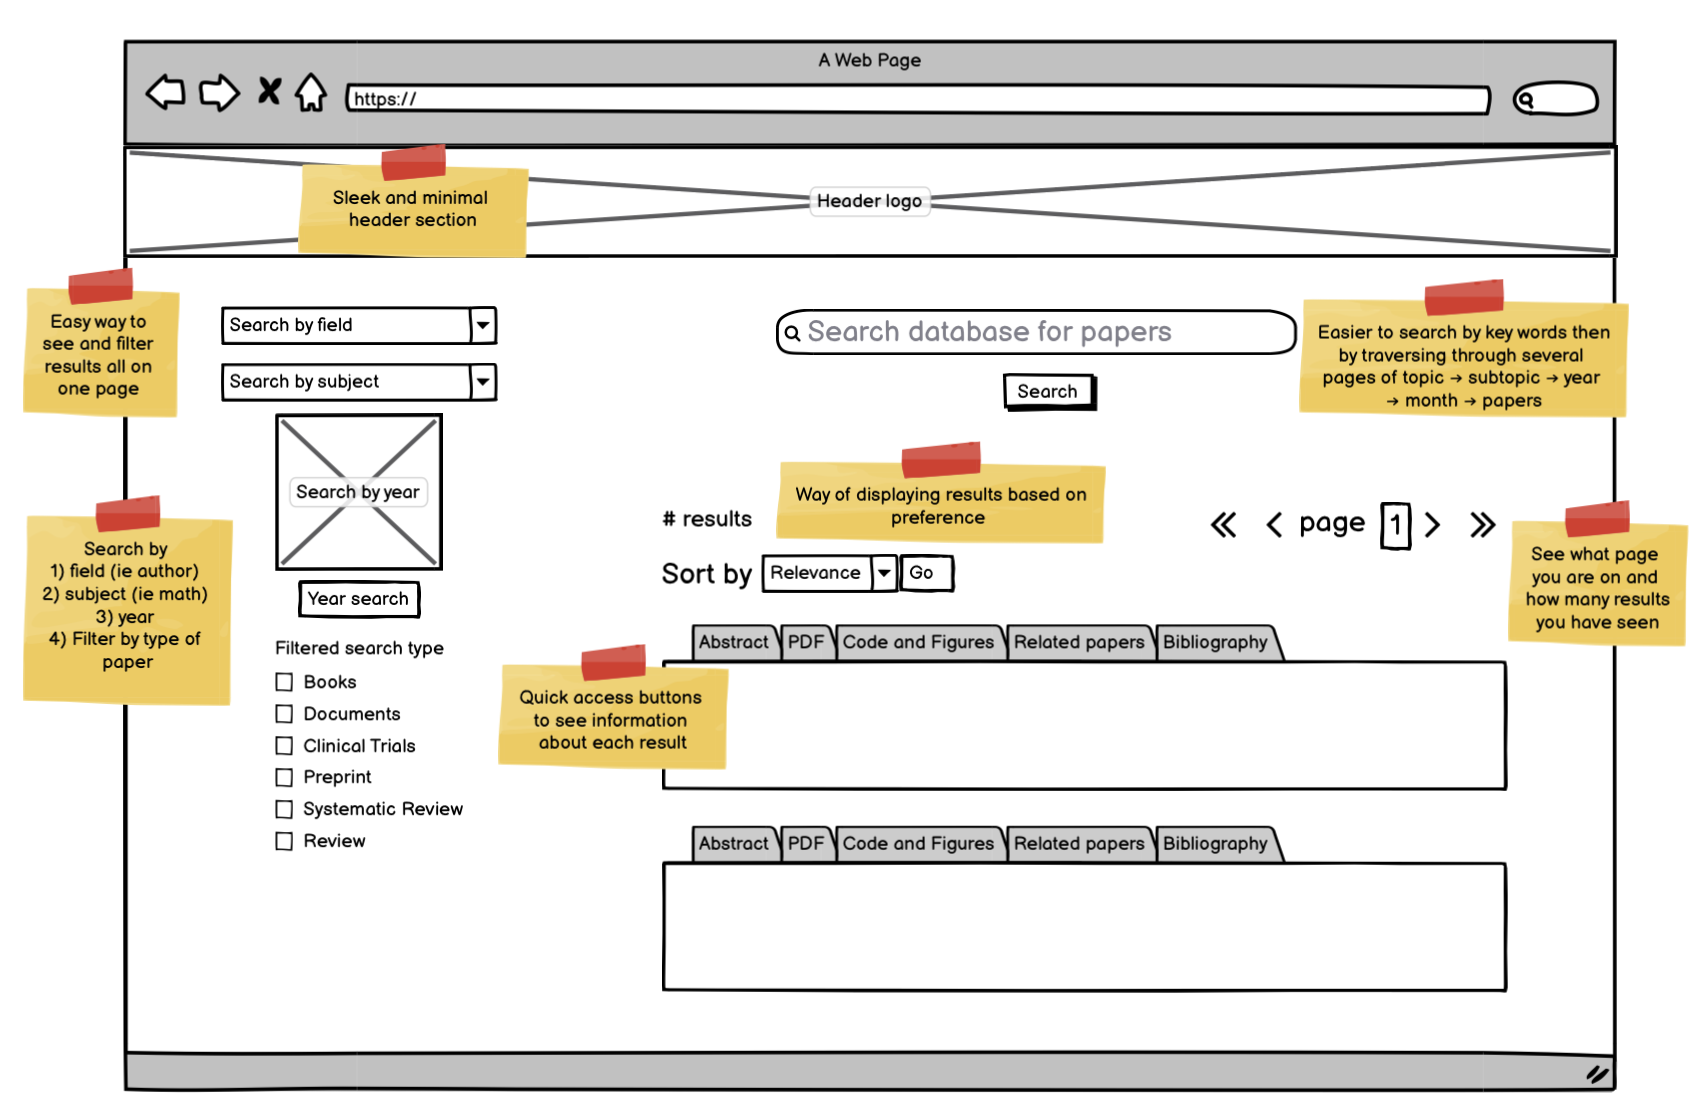 A Web Page
https://
Sleek and minimal
header section
Header logo
Easy way to
see and filter
results all on
one page
Search by field
Search by subject
Search by year
Year search
Search by
1) field (ie author)
2) subject (ie math)
3) year
4) Filter by type of
paper
Filtered search type
Books
Documents
Clinical Trials
Preprint
Systematic Review
Review
Search database for papers
Search
Easier to search by key words then
by traversing through several
pages of topic → subtopic → year
→ month → papers
Way of displaying results based on
preference
# results
page 1
Sort by Relevance Go
See what page
you are on and
how many results
you have seen
Abstract PDF Code and Figures Related papers Bibliography
Quick access buttons
to see information
about each result
Abstract PDF Code and Figures Related papers Bibliography